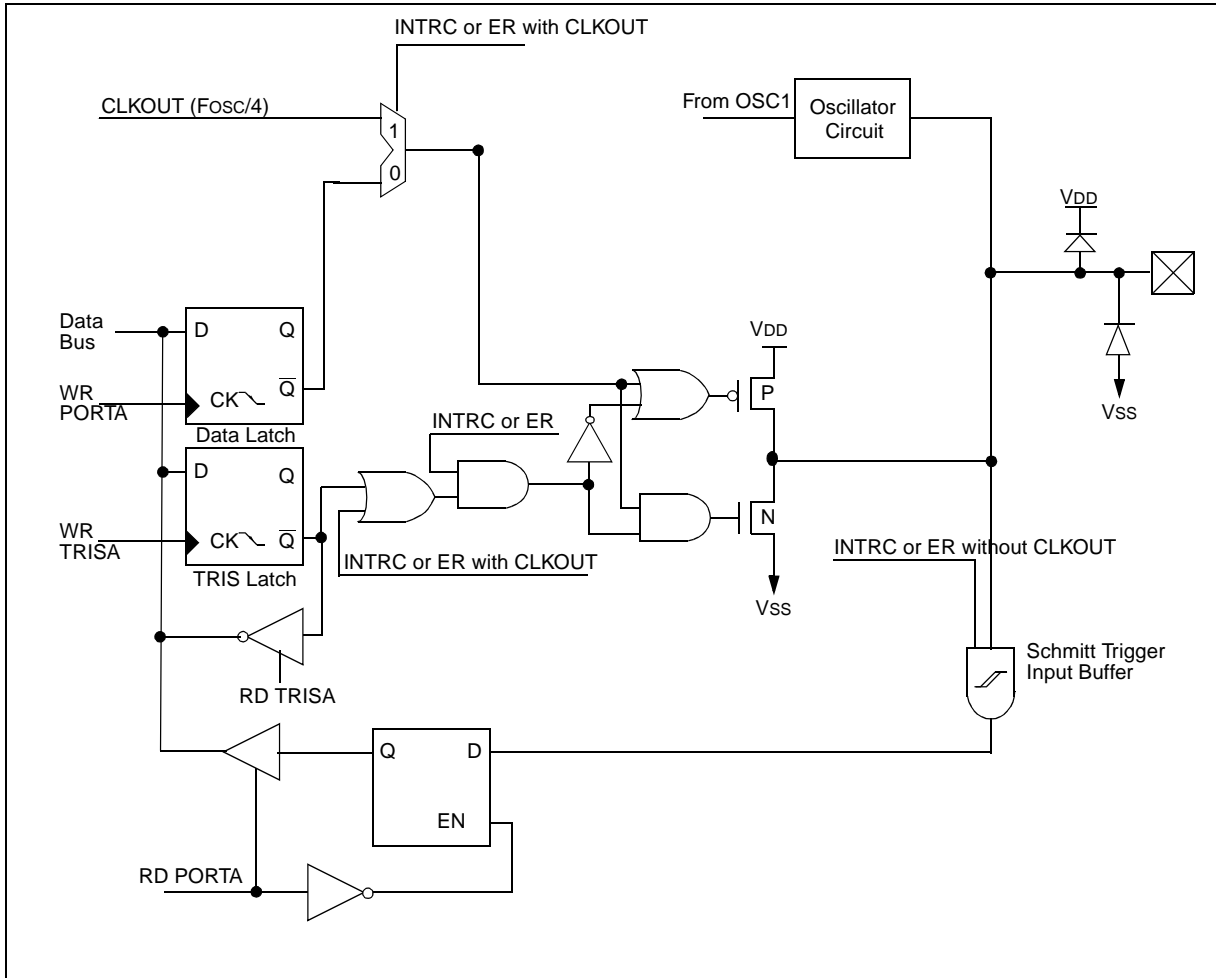 INTRC or ER with CLKOUT
CLKOUT (FOSC/4)
1
0
From OSC1
Oscillator
Circuit
VDD
VSS
Data
Bus
D
Q
WR
PORTA
CK
Q
Data Latch
D
Q
WR
TRISA
CK
Q
TRIS Latch
INTRC or ER
INTRC or ER with CLKOUT
VDD
P
N
VSS
INTRC or ER without CLKOUT
Schmitt Trigger
Input Buffer
RD TRISA
Q
D
EN
RD PORTA